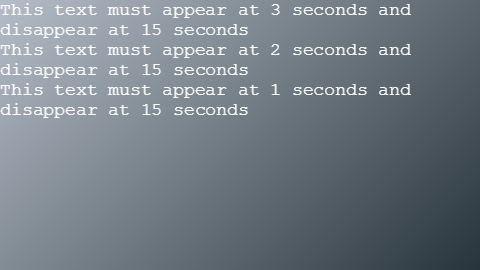 This text must appear at 3 seconds and
disappear at 15 seconds
This text must appear at 2 seconds and
disappear at 15 seconds
This text must appear at 1 seconds and
disappear at 15 seconds